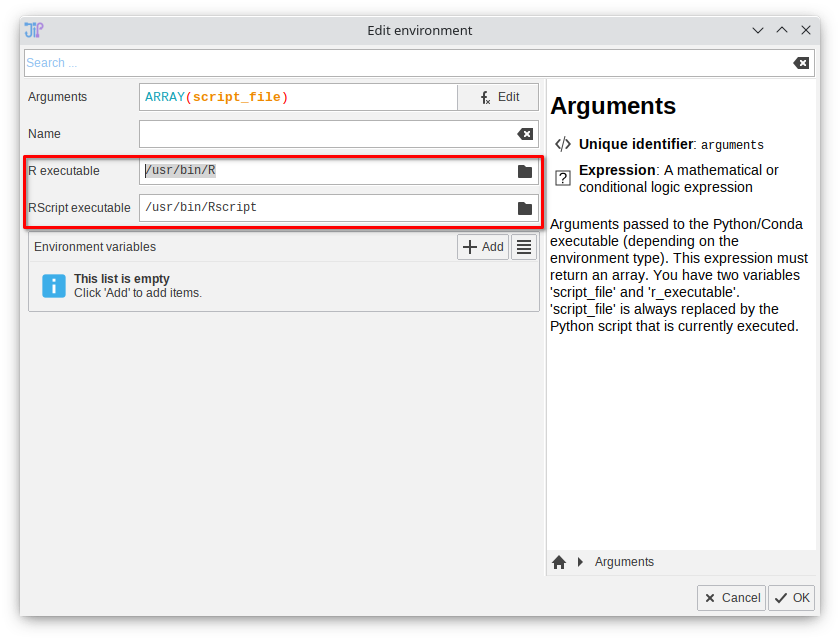 JIP
Edit environment
Search ...
Arguments
ARRAY(script_file)
Edit
Name
R executable
/usr/bin/R
RScript executable
/usr/bin/Rscript
Environment variables
Add
This list is empty
Click 'Add' to add items.
Arguments
Unique identifier: arguments
Expression: A mathematical or
conditional logic expression
Arguments passed to the Python/Conda
executable (depending on the
environment type). This expression must
return an array. You have two variables
'script_file' and 'r_executable'.
'script_file' is always replaced by the
Python script that is currently executed.
Arguments
Cancel
OK